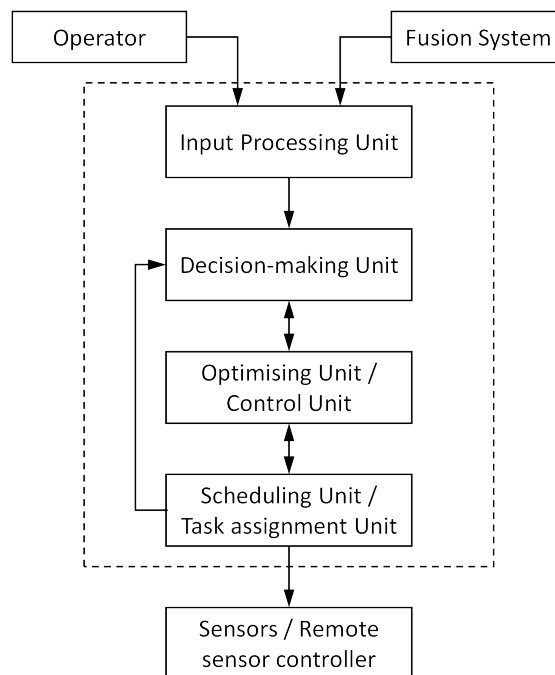 Operator
Fusion System
Input Processing Unit
Decision-making Unit
Optimising Unit /
Control Unit
Scheduling Unit /
Task assignment Unit
Sensors / Remote
sensor controller